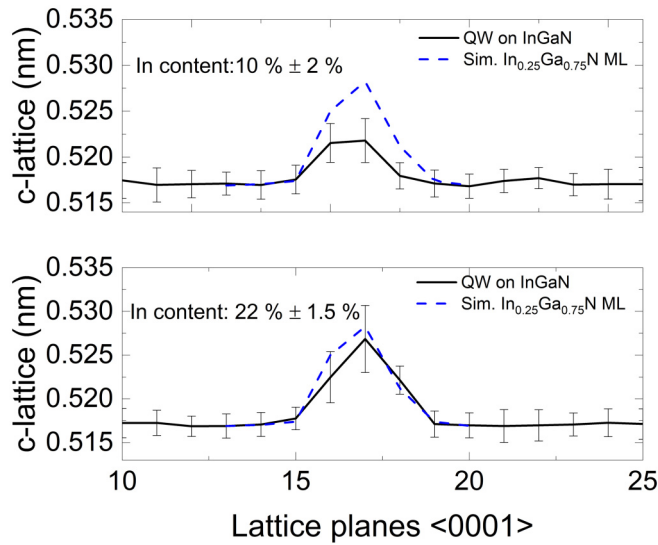 0.535
0.530
0.525
0.520
0.515
c-lattice (nm)
In content:10 % ± 2 %
QW on InGaN
Sim. In0.25Ga0.75N ML
0.535
0.530
0.525
0.520
0.515
c-lattice (nm)
In content: 22 % ± 1.5 %
QW on InGaN
Sim. In0.25Ga0.75N ML
10 15 20 25
Lattice planes <0001>